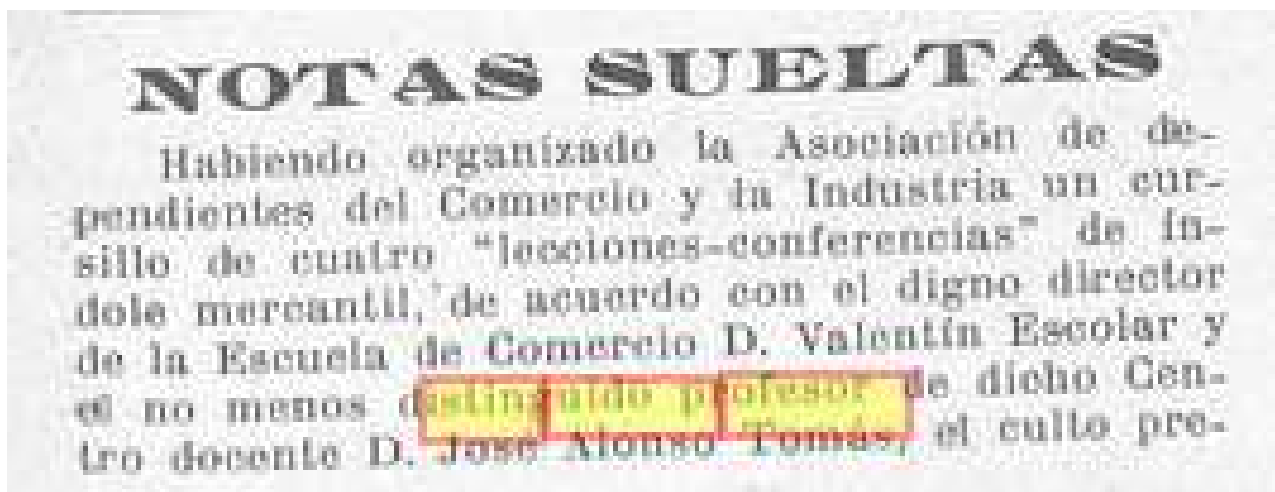 NOTAS SUELTAS
Habiendo organizado la Asociación de de-
pendientes del Comercio y la Industria un cur-
sillo de cuatro "lecciones-conferencias" de ín-
dole mercantil, de acuerdo con el digno director
de la Escuela de Comercio D. Valentín Escolar y
el no menos distinguido profesor de dicho Cen-
tro docente D. José Alonso Tomás, el culto pre-